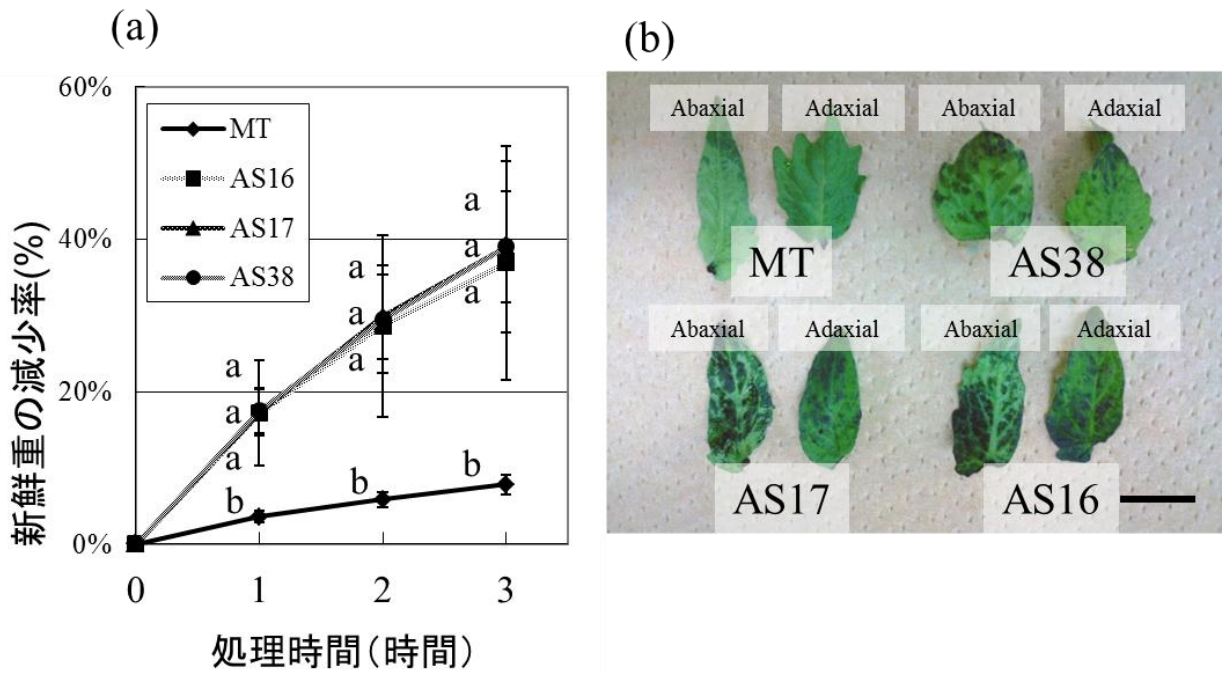 (a)
60%
40%
20%
0%
新鮮重の減少率(%)
MT
AS16
AS17
AS38
a
a
a
a
a
a
a
a
a
b
b
b
0
1
2
3
処理時間(時間)
(b)
Abaxial
Adaxial
Abaxial
Adaxial
MT
AS38
Abaxial
Adaxial
Abaxial
Adaxial
AS17
AS16